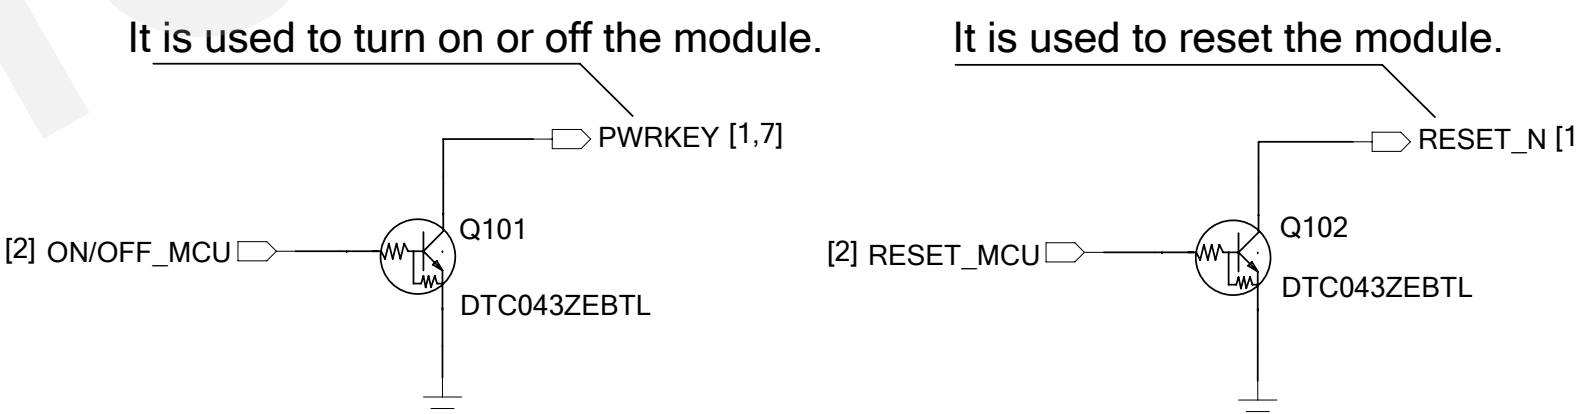 It is used to turn on or off the module.
It is used to reset the module.
PWRKEY [1,7]
RESET_N [1
Q101
Q102
[2] ON/OFF_MCU
[2] RESET_MCU
DTC043ZEBTL
DTC043ZEBTL